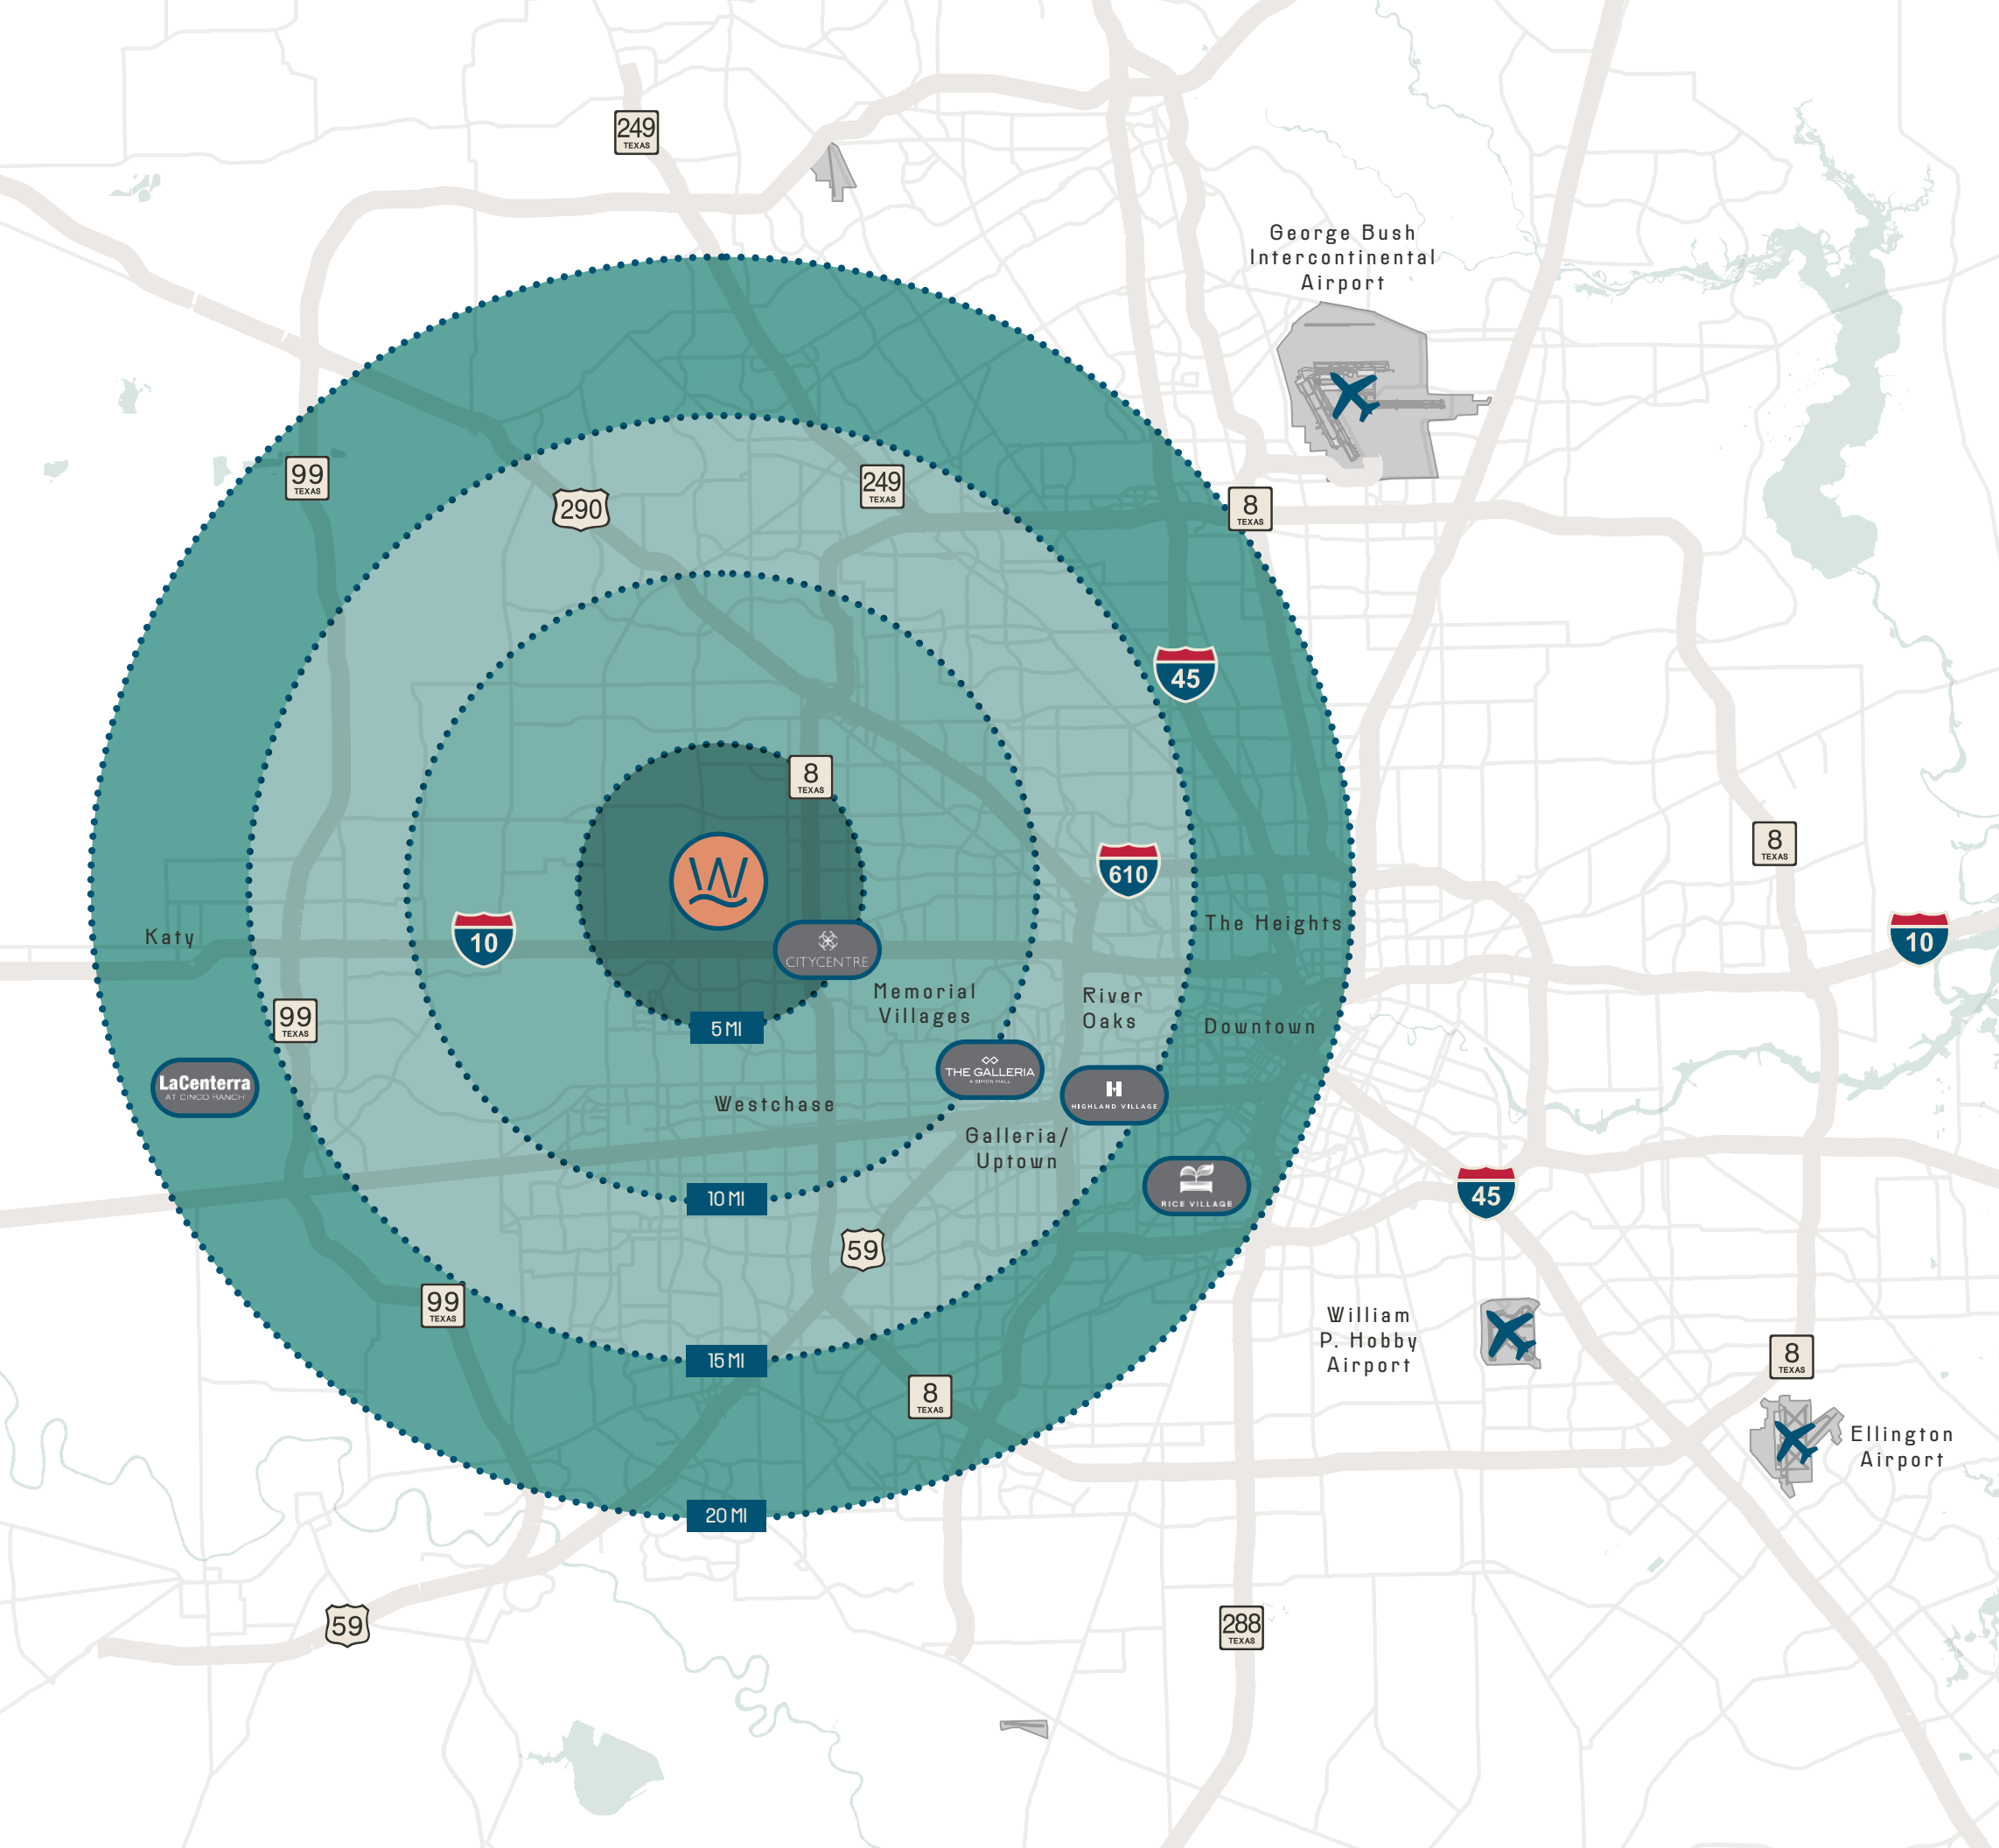 249
TEXAS
George Bush
Intercontinental
Airport
99
TEXAS
290
249
TEXAS
8
TEXAS
45
8
TEXAS
W
610
8
TEXAS
Katy
10
CITYCENTRE
The Heights
10
Memorial
Villages
River
Oaks
99
TEXAS
5 MI
Downtown
LaCenterra
AT CINCO RANCH
THE GALLERIA
A SIMON MALL
H
HIGHLAND VILLAGE
Westchase
Galleria/
Uptown
10 MI
RICE VILLAGE
45
59
99
TEXAS
William
P. Hobby
Airport
15 MI
8
TEXAS
8
TEXAS
Ellington
Airport
20 MI
59
288
TEXAS